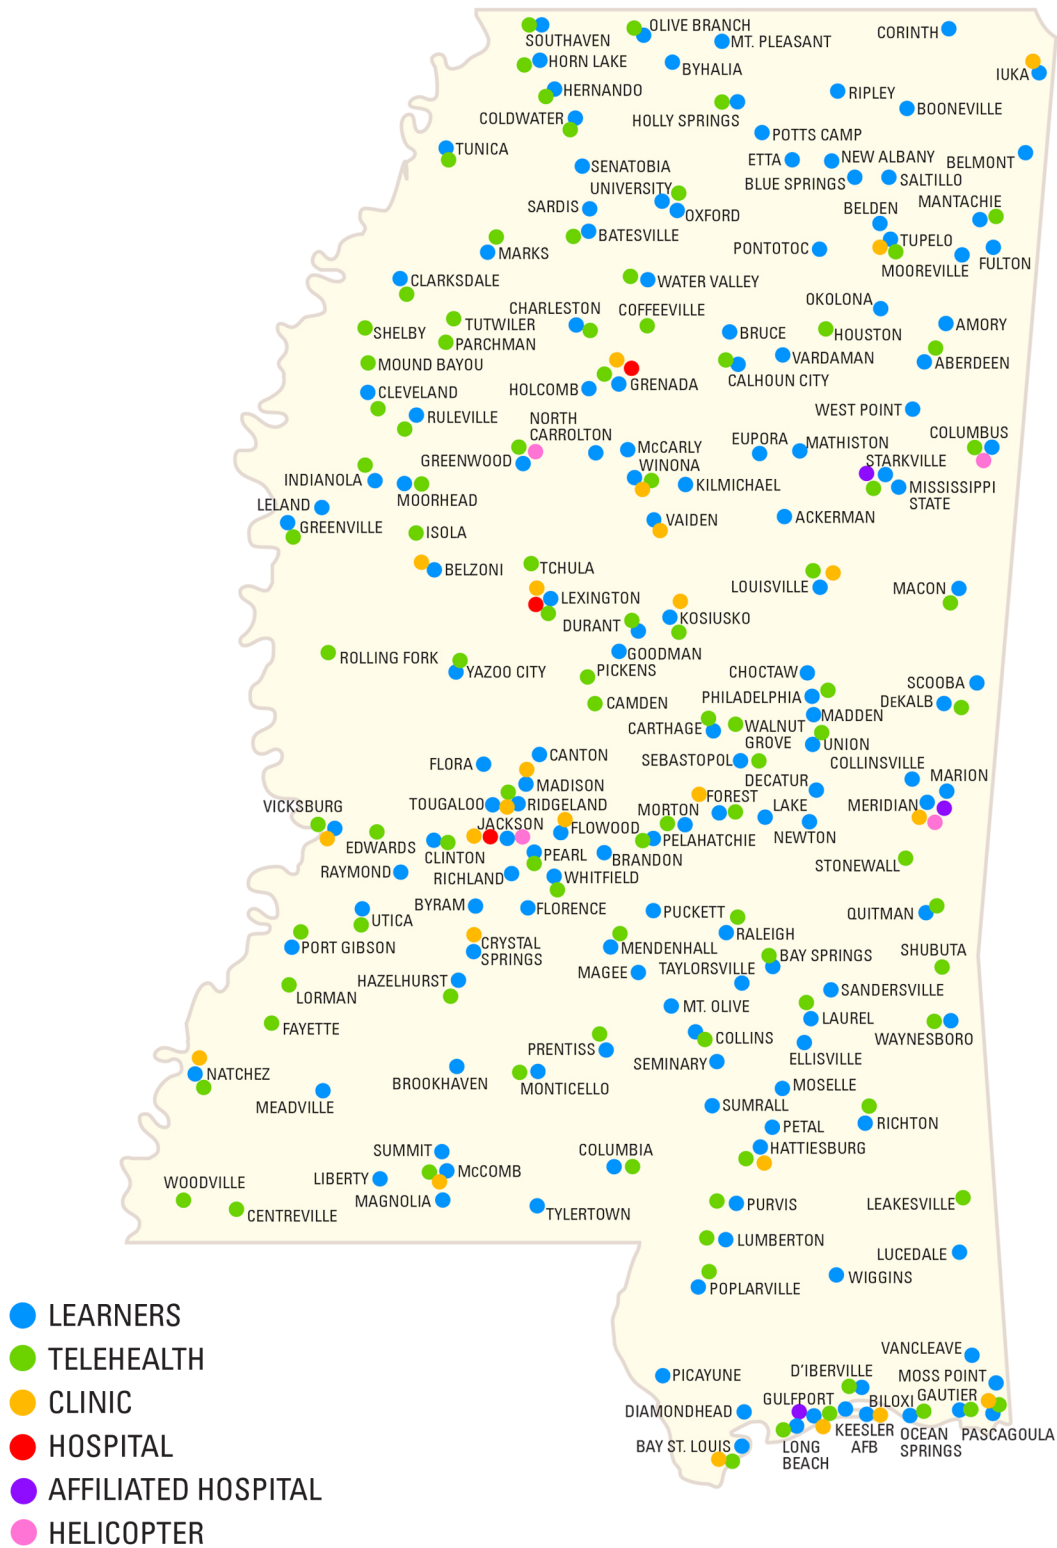 OLIVE BRANCH
CORINTH
SOUTHAVEN
MT. PLEASANT
HORN LAKE
BYHALIA
IUKA
HERNANDO
RIPLEY
BOONEVILLE
COLDWATER
HOLLY SPRINGS
POTTS CAMP
TUNICA
ETTA
NEW ALBANY
BELMONT
SENATOBIA
BLUE SPRINGS
SALTILLO
UNIVERSITY
MANTACHIE
SARDIS
OXFORD
BELDEN
BATESVILLE
TUPELO
MARKS
PONTOTOC
MOOREVILLE
FULTON
CLARKSDALE
WATER VALLEY
OKOLONA
CHARLESTON
COFFEEVILLE
TUTWILER
AMORY
SHELBY
BRUCE
HOUSTON
PARCHMAN
VARDAMAN
MOUND BAYOU
ABERDEEN
CALHOUN CITY
GRENADA
HOLCOMB
CLEVELAND
WEST POINT
RULEVILLE
NORTH
CARROLTON
COLUMBUS
EUPORA
MATHISTON
McCARLY
GREENWOOD
STARKVILLE
WINONA
INDIANOLA
KILMICHAEL
MISSISSIPPI
STATE
MOORHEAD
LELAND
ACKERMAN
VAIDEN
GREENVILLE
ISOLA
BELZONI
TCHULA
LOUISVILLE
MACON
LEXINGTON
KOSIUSKO
DURANT
GOODMAN
ROLLING FORK
YAZOO CITY
PICKENS
CHOCTAW
SCOOBA
PHILADELPHIA
DEKALB
CAMDEN
MADDEN
CARTHAGE
WALNUT
GROVE
UNION
CANTON
SEBASTOPOL
COLLINSVILLE
FLORA
MARION
DECATUR
MADISON
FOREST
TOUGALOO
RIDGELAND
VICKSBURG
LAKE
MERIDIAN
MORTON
JACKSON
FLOWOOD
NEWTON
PELAHATCHIE
EDWARDS
CLINTON
PEARL
BRANDON
STONEWALL
RAYMOND
RICHLAND
WHITFIELD
BYRAM
FLORENCE
PUCKETT
QUITMAN
UTICA
RALEIGH
PORT GIBSON
CRYSTAL
SPRINGS
MENDENHALL
SHUBUTA
BAY SPRINGS
MAGEE
TAYLORSVILLE
HAZELHURST
SANDERSVILLE
LORMAN
MT. OLIVE
LAUREL
FAYETTE
COLLINS
WAYNESBORO
PRENTISS
ELLISVILLE
SEMINARY
NATCHEZ
BROOKHAVEN
MONTICELLO
MOSELLE
MEADVILLE
SUMRALL
RICHTON
PETAL
HATTIESBURG
SUMMIT
COLUMBIA
LIBERTY
McCOMB
WOODVILLE
MAGNOLIA
LEAKESVILLE
PURVIS
CENTREVILLE
TYLERTOWN
LUMBERTON
LUCEDALE
WIGGINS
POPLARVILLE
LEARNERS
VANCLEAVE
TELEHEALTH
D'IBERVILLE
MOSS POINT
PICAYUNE
GULFPORT
BILOXI
GAUTIER
CLINIC
DIAMONDHEAD
KEESLER
AFB
OCEAN
SPRINGS
PASCAGOULA
HOSPITAL
BAY ST. LOUIS
LONG
BEACH
AFFILIATED HOSPITAL
HELICOPTER